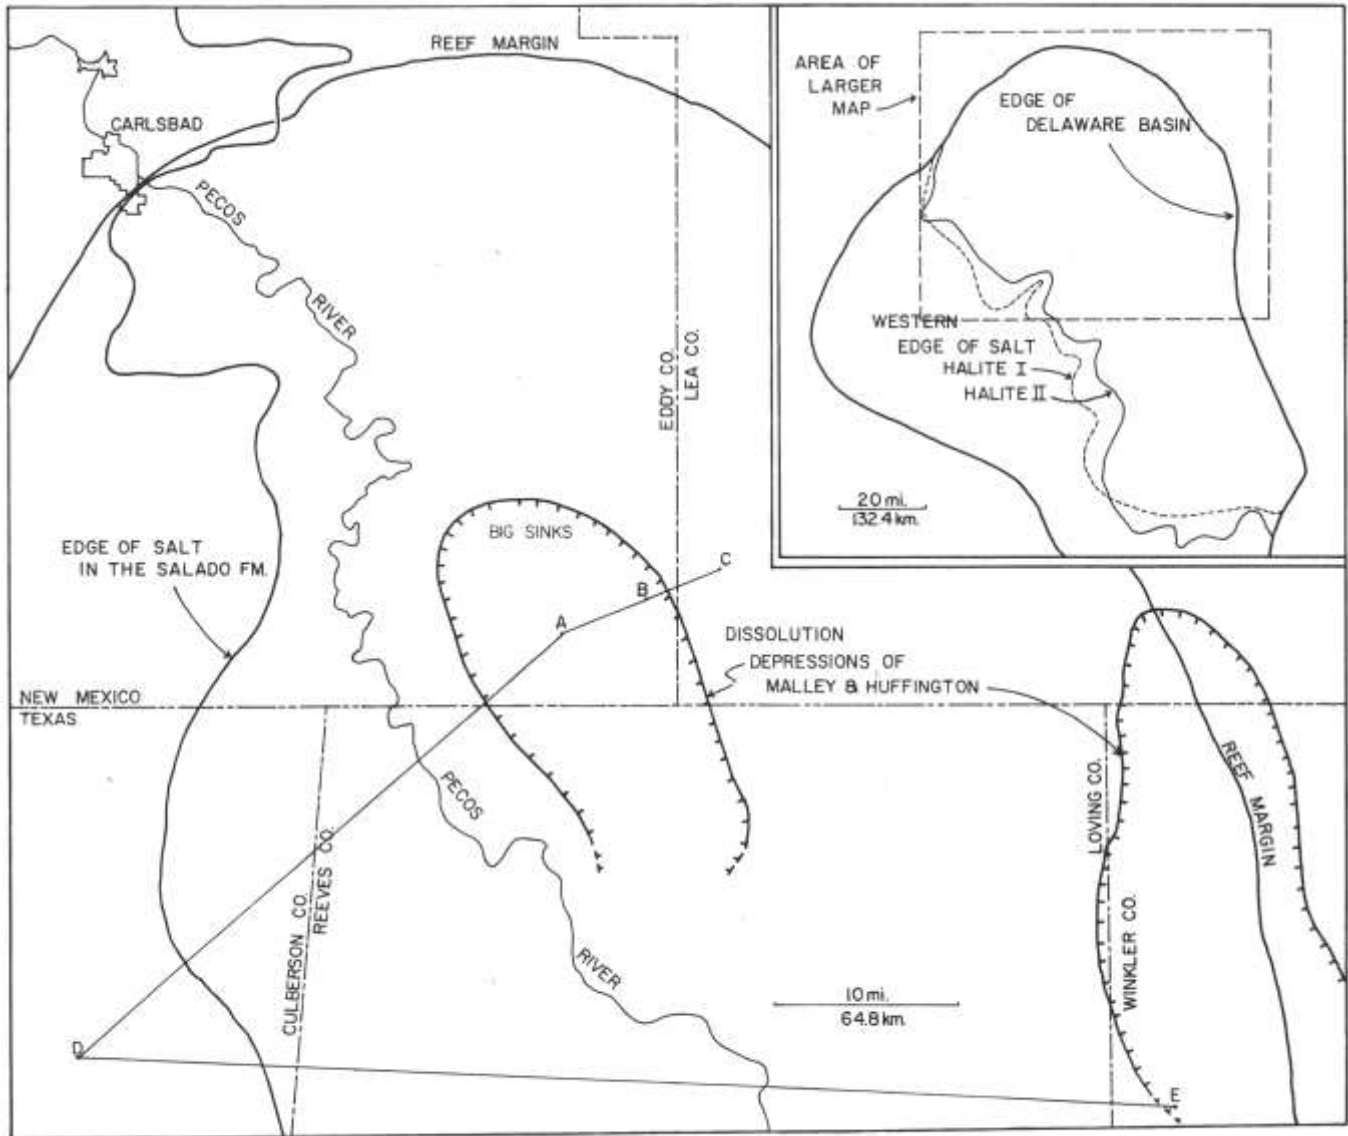 REEF MARGIN
CARLSBAD
PECOS
RIVER
EDDY CO.
LEA CO.
AREA OF
LARGER
MAP
EDGE OF
DELAWARE BASIN
WESTERN
EDGE OF SALT
HALITE I
HALITE II
20 mi.
132.4 km.
BIG SINKS
EDGE OF SALT
IN THE SALADO FM.
C
B
A
DISSOLUTION
DEPRESSIONS OF
MALLEY & HUFFINGTON
NEW MEXICO
TEXAS
PECOS
RIVER
CULBERSON CO.
REEVES CO.
LOVING CO.
WINKLER CO.
REEF MARGIN
10 mi.
64.8 km.
D
E